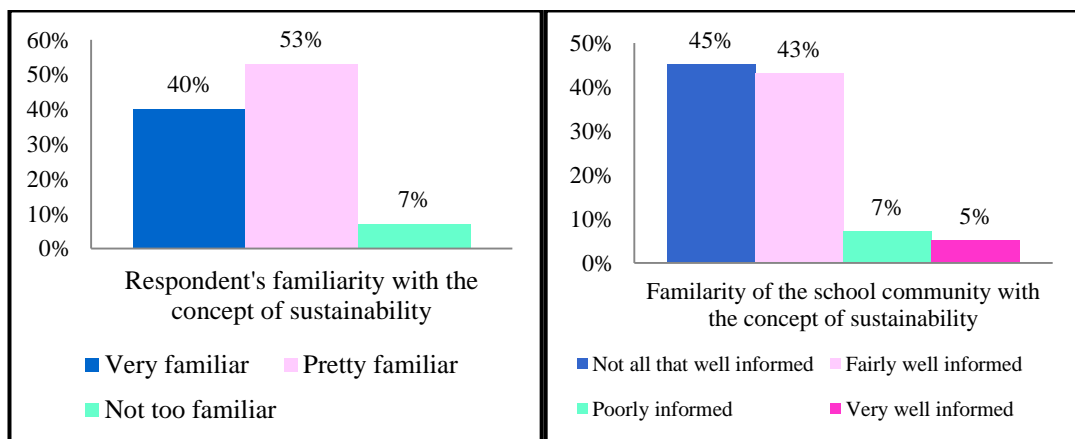 60%
50%
40%
30%
20%
10%
0%
40%
53%
7%
Respondent's familiarity with the
concept of sustainability
Very familiar
Pretty familiar
Not too familiar
50%
40%
30%
20%
10%
0%
45%
43%
7%
5%
Familarity of the school community with
the concept of sustainability
Not all that well informed
Fairly well informed
Poorly informed
Very well informed